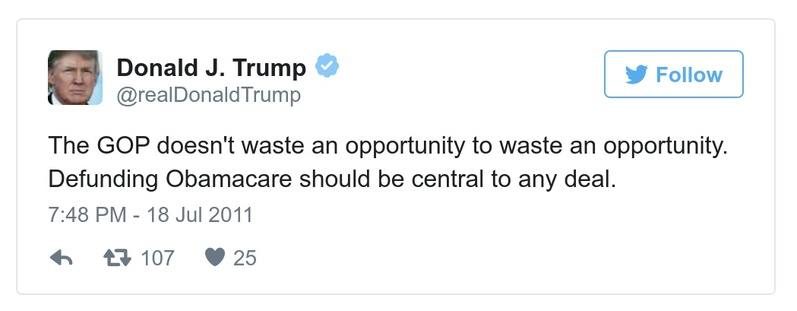 Donald J. Trump
@realDonaldTrump
Follow
The GOP doesn't waste an opportunity to waste an opportunity.
Defunding Obamacare should be central to any deal.
7:48 PM - 18 Jul 2011
107 25